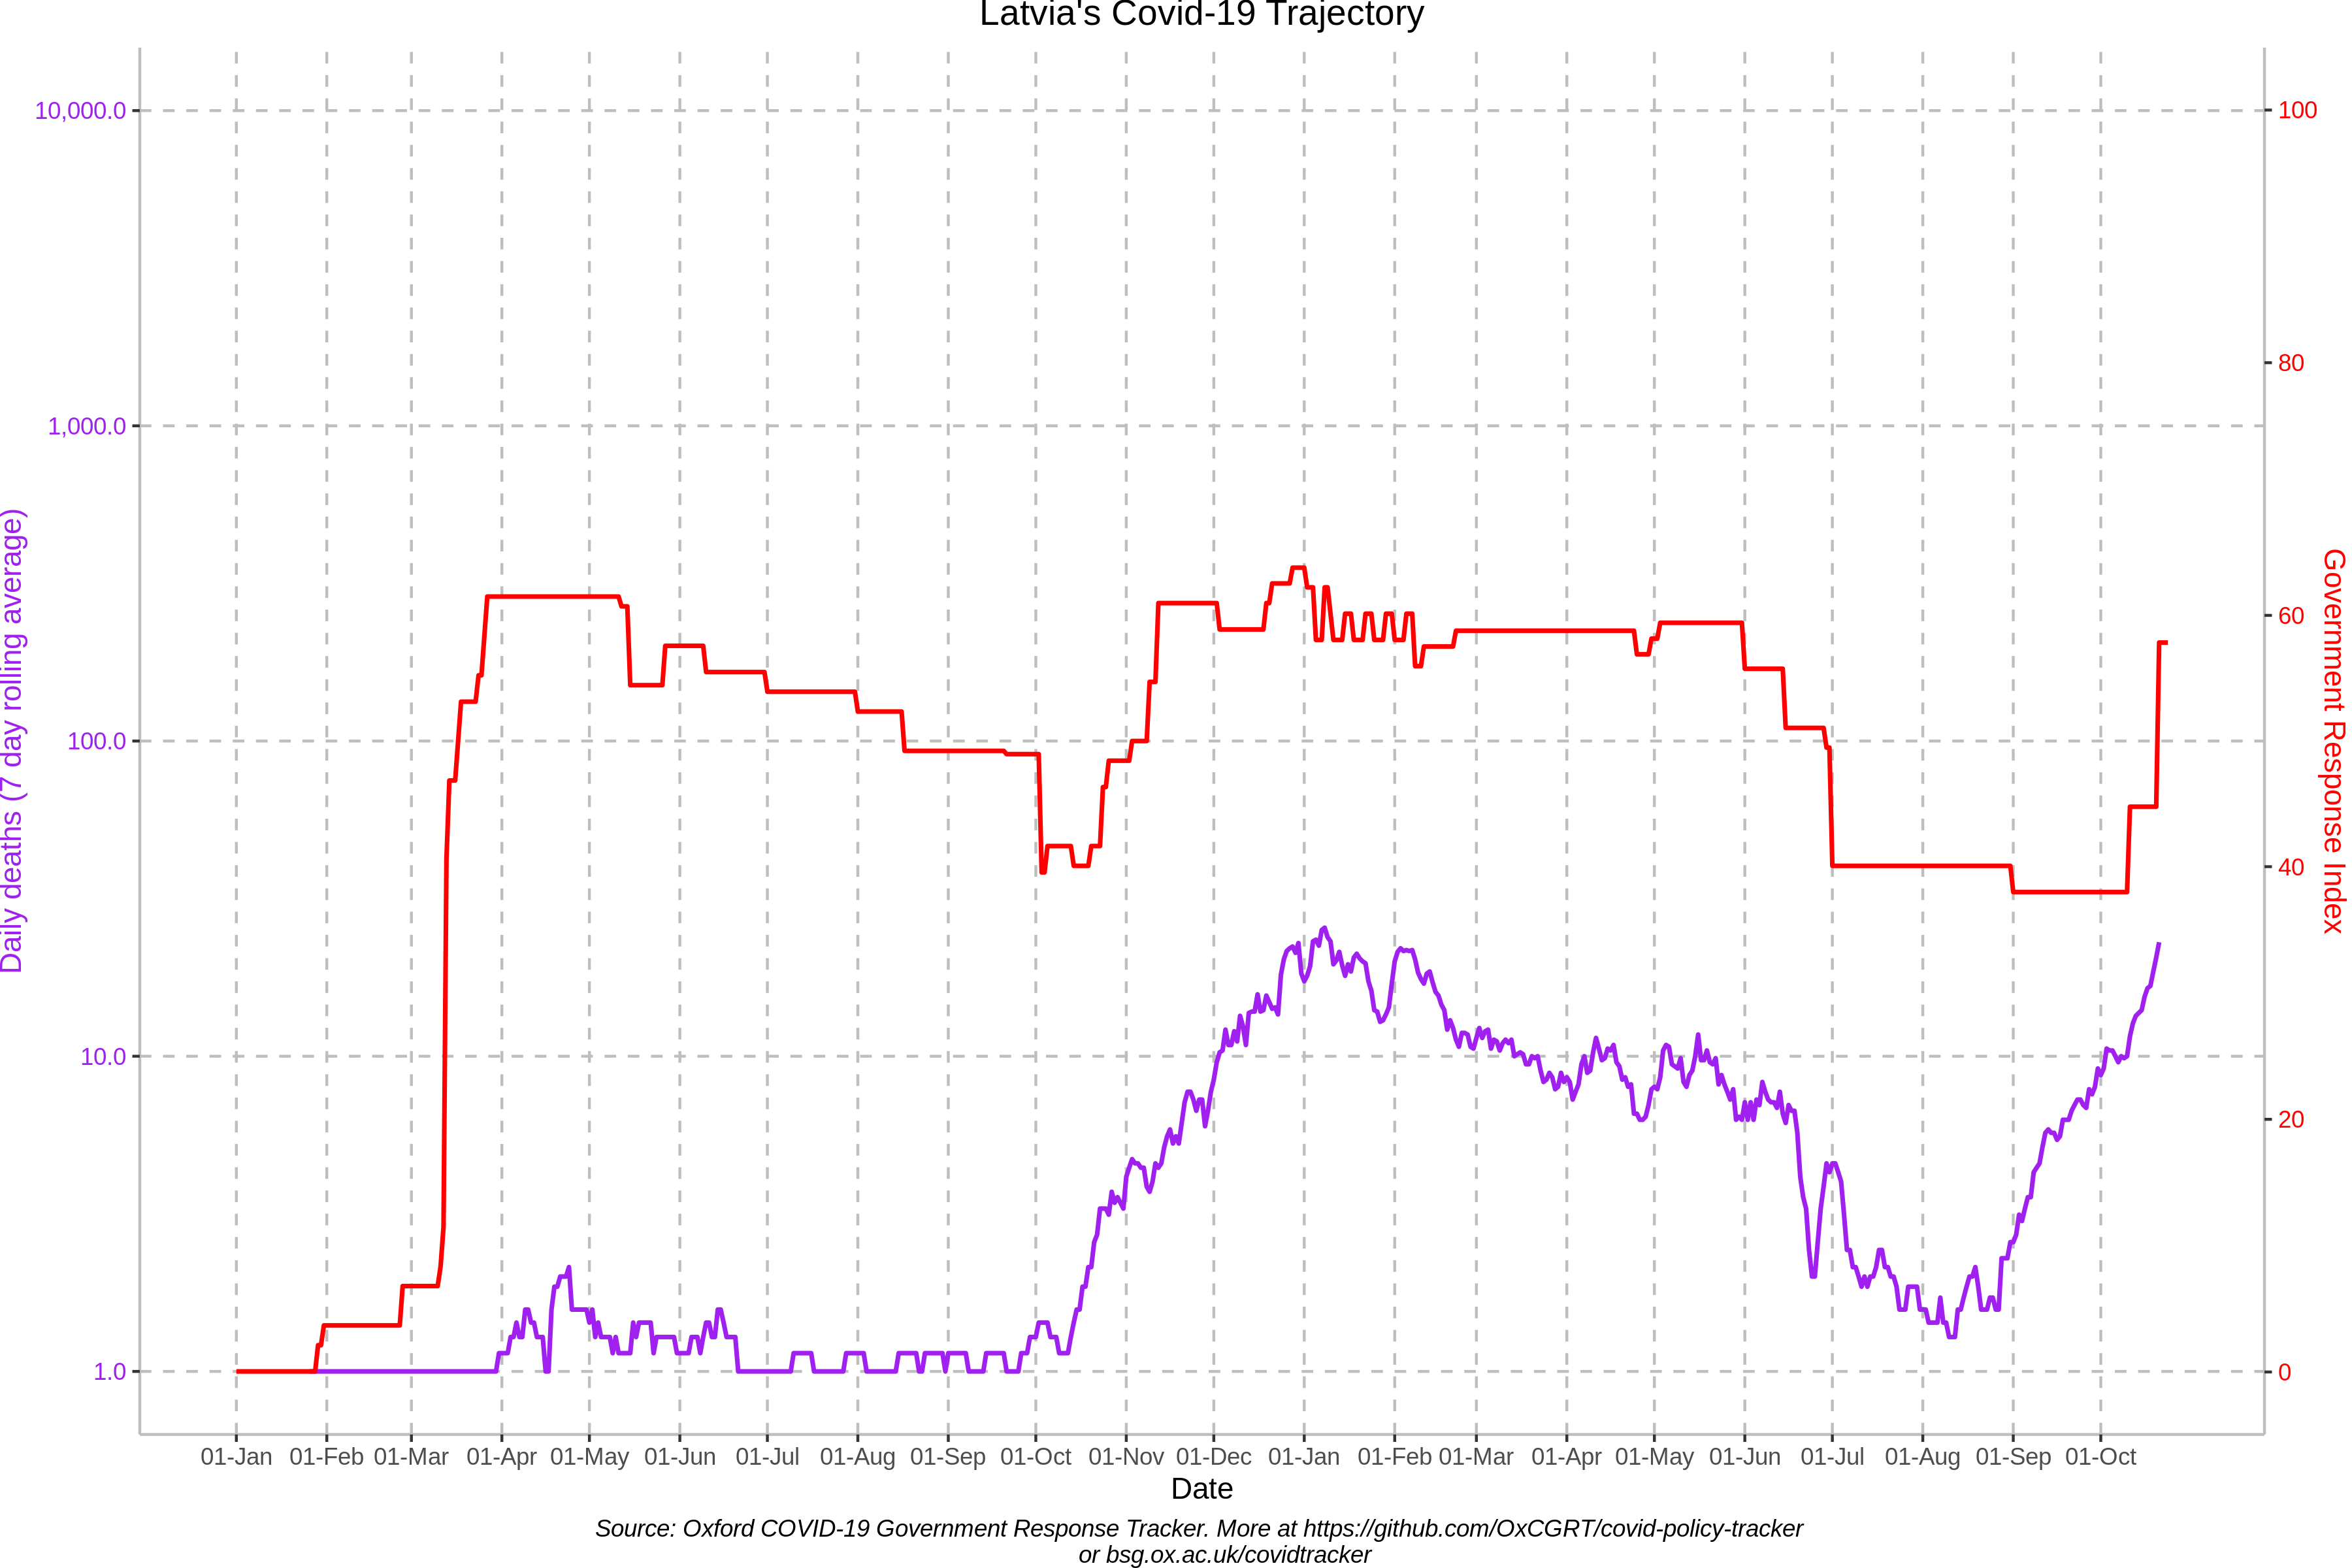 Latvia's Covid-19 Trajectory
10,000.0
1,000.0
100.0
10.0
1.0
Daily deaths (7 day rolling average)
100
80
60
40
20
0
Government Response Index
01-Jan 01-Feb 01-Mar 01-Apr 01-May 01-Jun 01-Jul 01-Aug 01-Sep 01-Oct 01-Nov 01-Dec 01-Jan 01-Feb 01-Mar 01-Apr 01-May 01-Jun 01-Jul 01-Aug 01-Sep 01-Oct
Date
Source: Oxford COVID-19 Government Response Tracker. More at https://github.com/OxCGRT/covid-policy-tracker
or bsg.ox.ac.uk/covidtracker